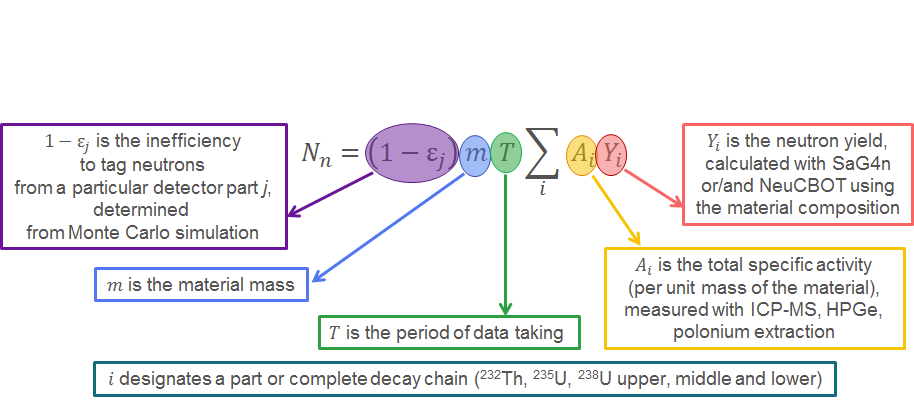 N_n = (1 − ε_j) m T ∑_i A_i Y_i
1 − ε_j is the inefficiency
to tag neutrons
from a particular detector part j,
determined
from Monte Carlo simulation
Y_i is the neutron yield,
calculated with SaG4n
or/and NeuCBOT using
the material composition
m is the material mass
A_i is the total specific activity
(per unit mass of the material),
measured with ICP-MS, HPGe,
polonium extraction
T is the period of data taking
i designates a part or complete decay chain (²³²Th, ²³⁵U, ²³⁸U upper, middle and lower)